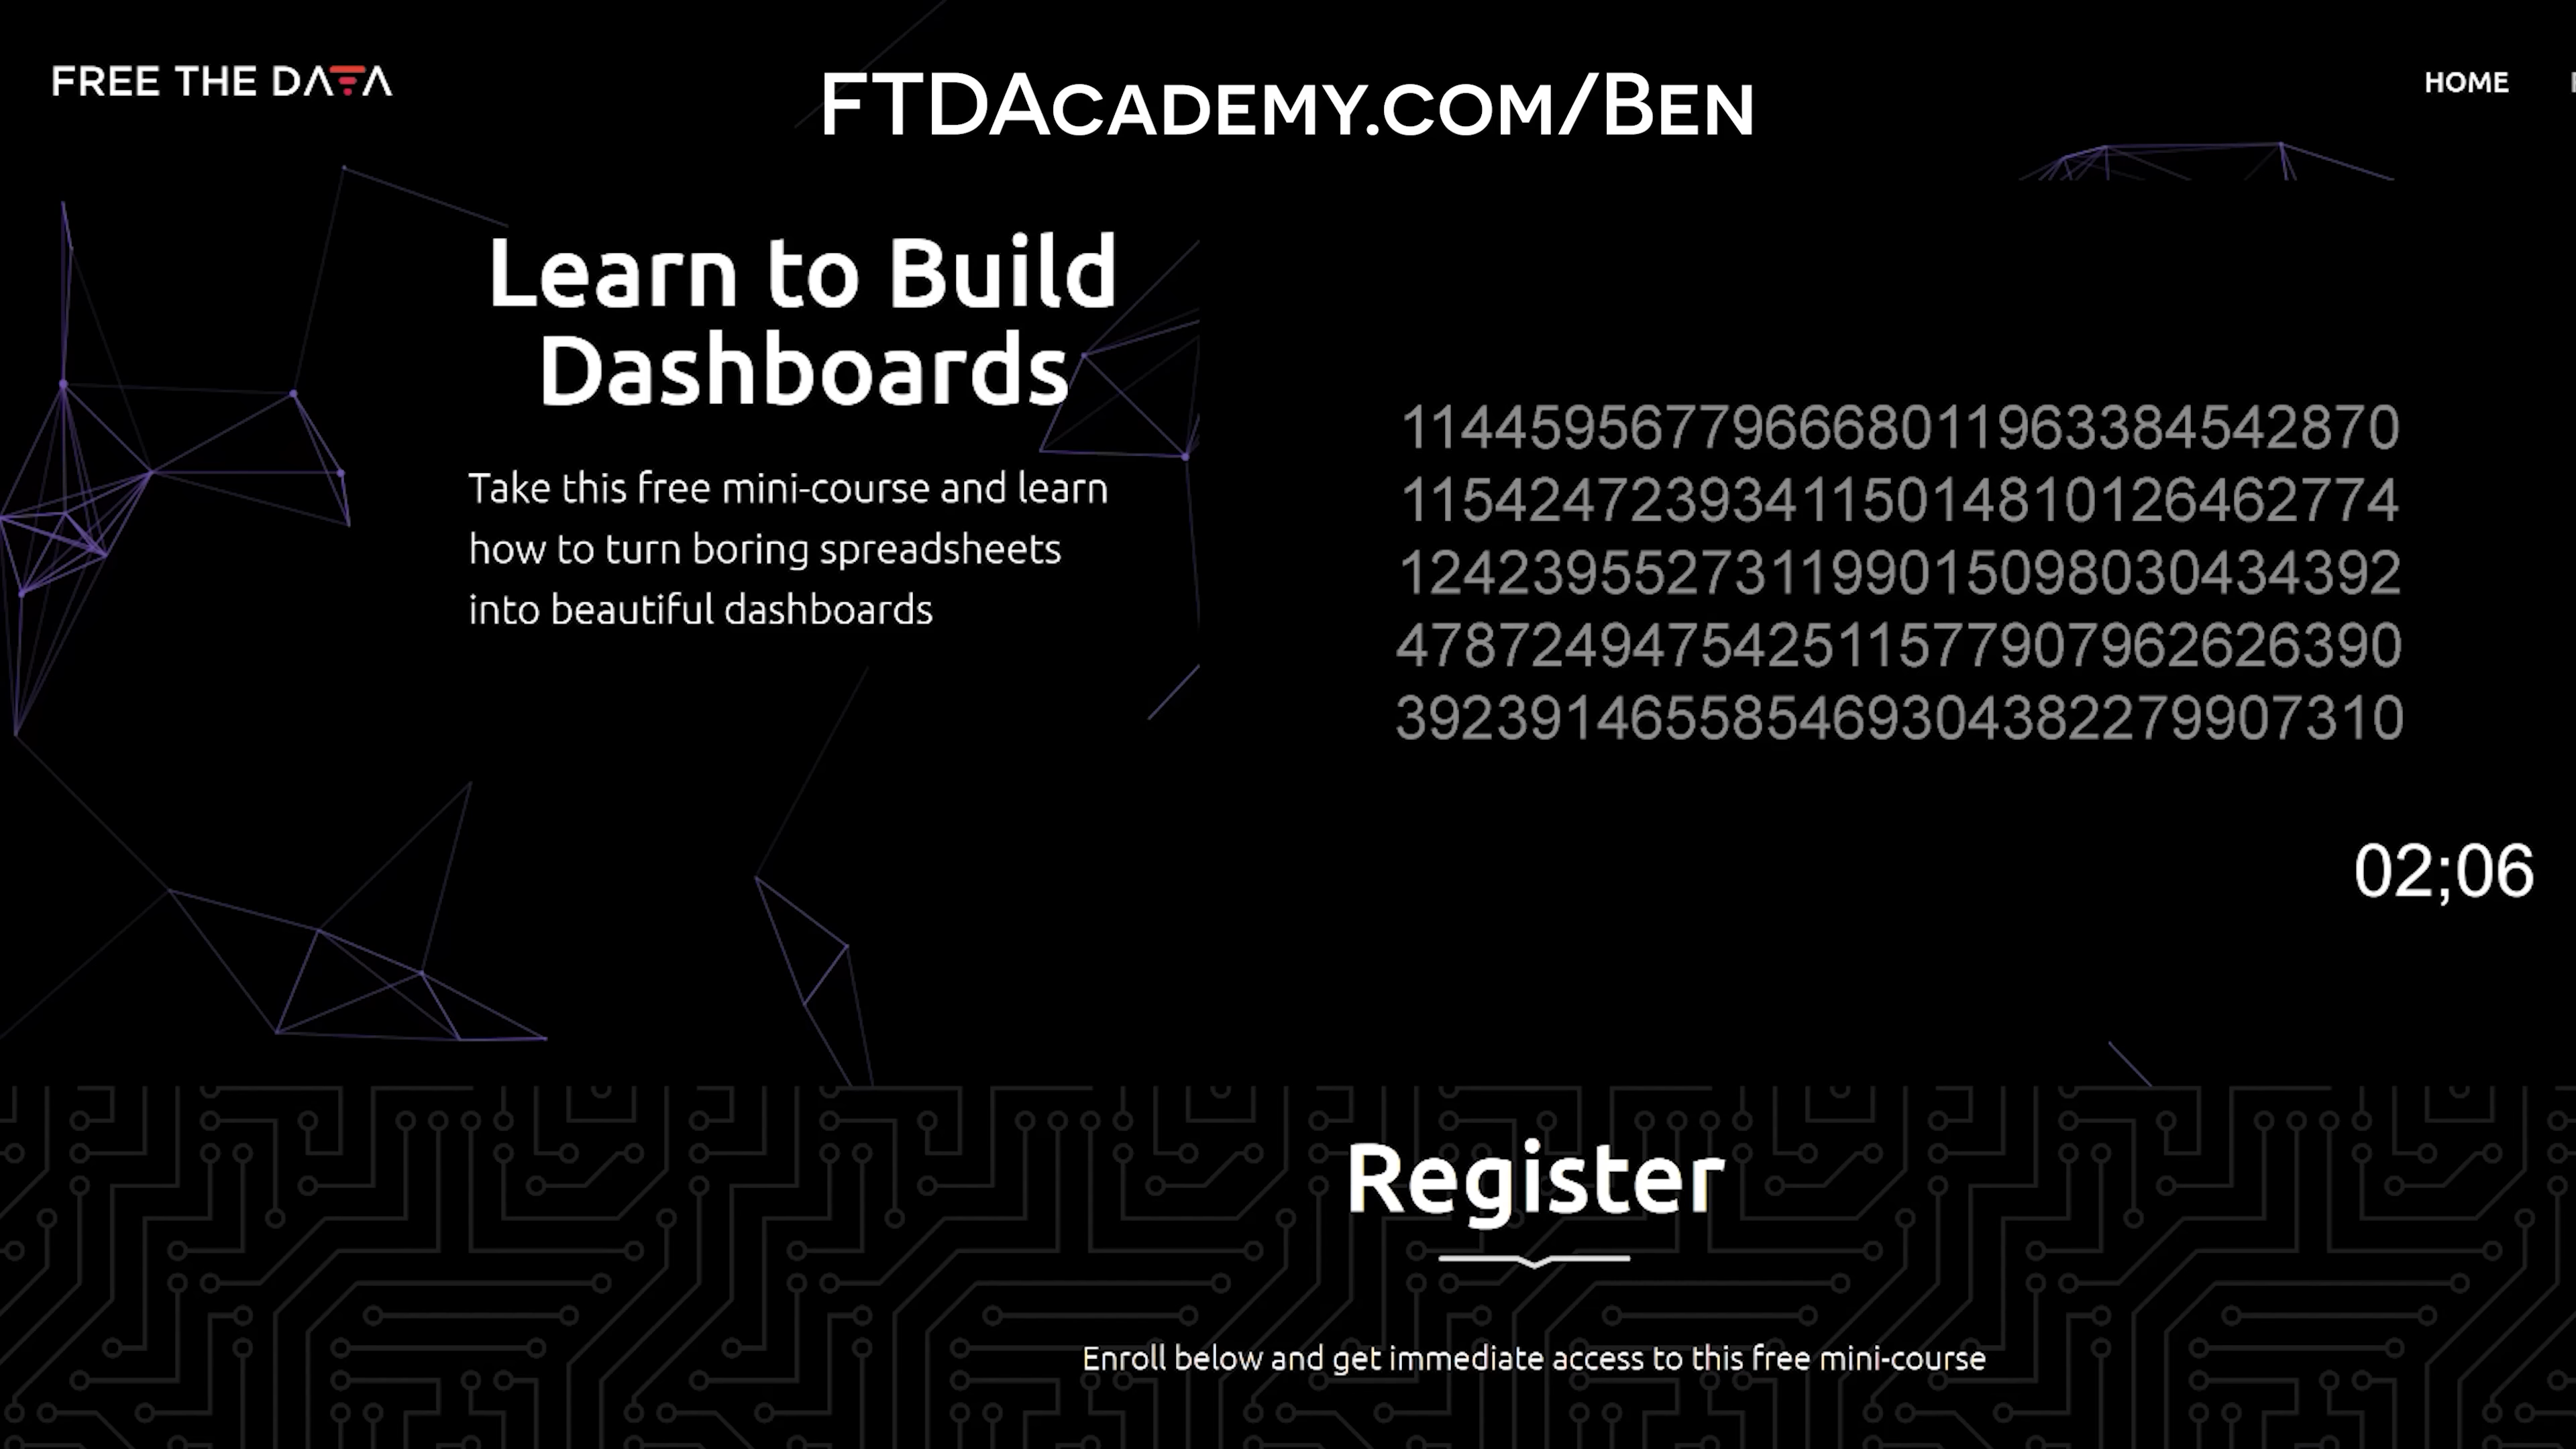 FREE THE DATA
FTDACADEMY.COM/BEN
HOME
Learn to Build
Dashboards
Take this free mini-course and learn
how to turn boring spreadsheets
into beautiful dashboards
114459567796668011963384542870
115424723934115014810126462774
124239552731199015098030434392
478724947542511577907962626390
392391465585469304382279907310
02;06
Register
Enroll below and get immediate access to this free mini-course